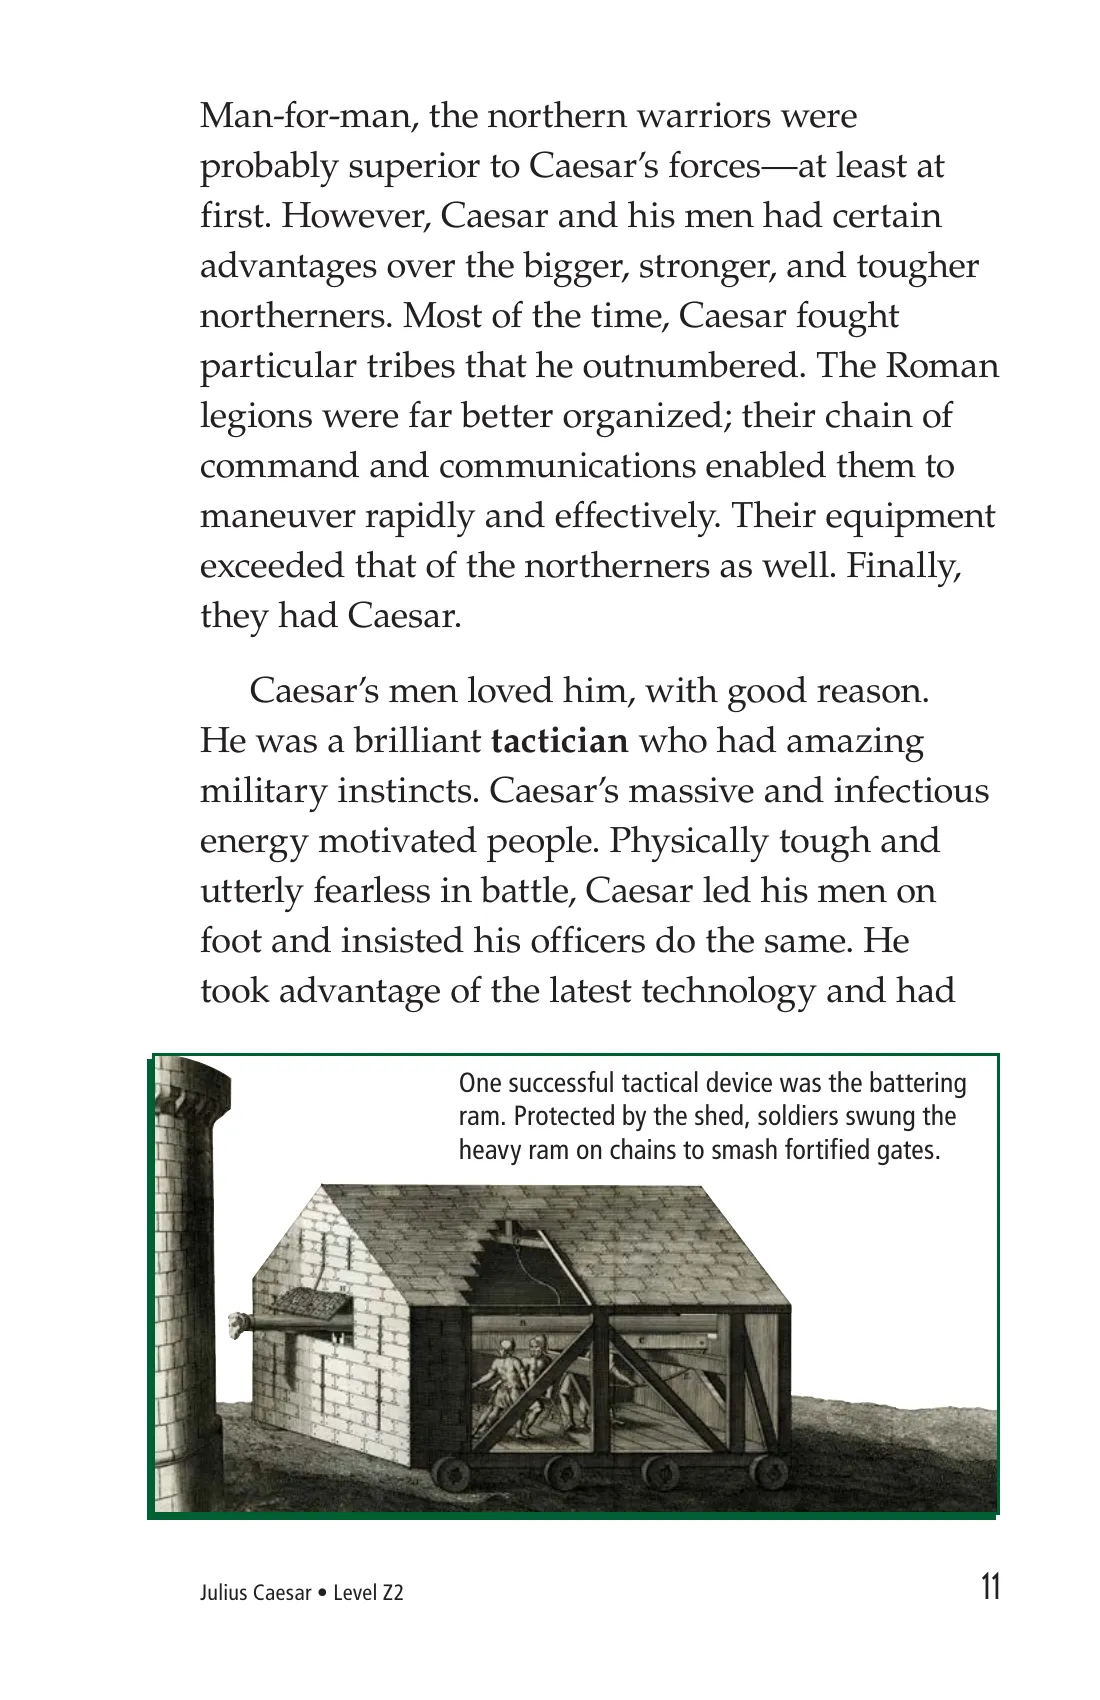 Man-for-man, the northern warriors were
probably superior to Caesar’s forces—at least at
first. However, Caesar and his men had certain
advantages over the bigger, stronger, and tougher
northerners. Most of the time, Caesar fought
particular tribes that he outnumbered. The Roman
legions were far better organized; their chain of
command and communications enabled them to
maneuver rapidly and effectively. Their equipment
exceeded that of the northerners as well. Finally,
they had Caesar.
Caesar’s men loved him, with good reason.
He was a brilliant tactician who had amazing
military instincts. Caesar’s massive and infectious
energy motivated people. Physically tough and
utterly fearless in battle, Caesar led his men on
foot and insisted his officers do the same. He
took advantage of the latest technology and had
One successful tactical device was the battering
ram. Protected by the shed, soldiers swung the
heavy ram on chains to smash fortified gates.
Julius Caesar • Level Z2
11